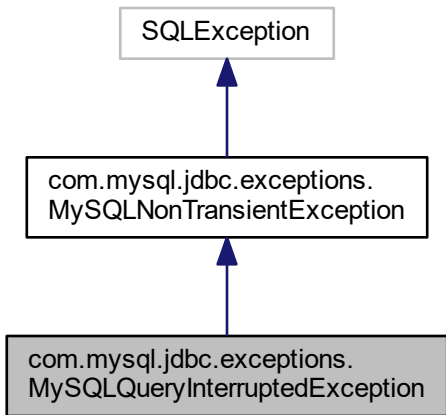 SQLException
com.mysql.jdbc.exceptions.
MySQLNonTransientException
com.mysql.jdbc.exceptions.
MySQLQueryInterruptedException